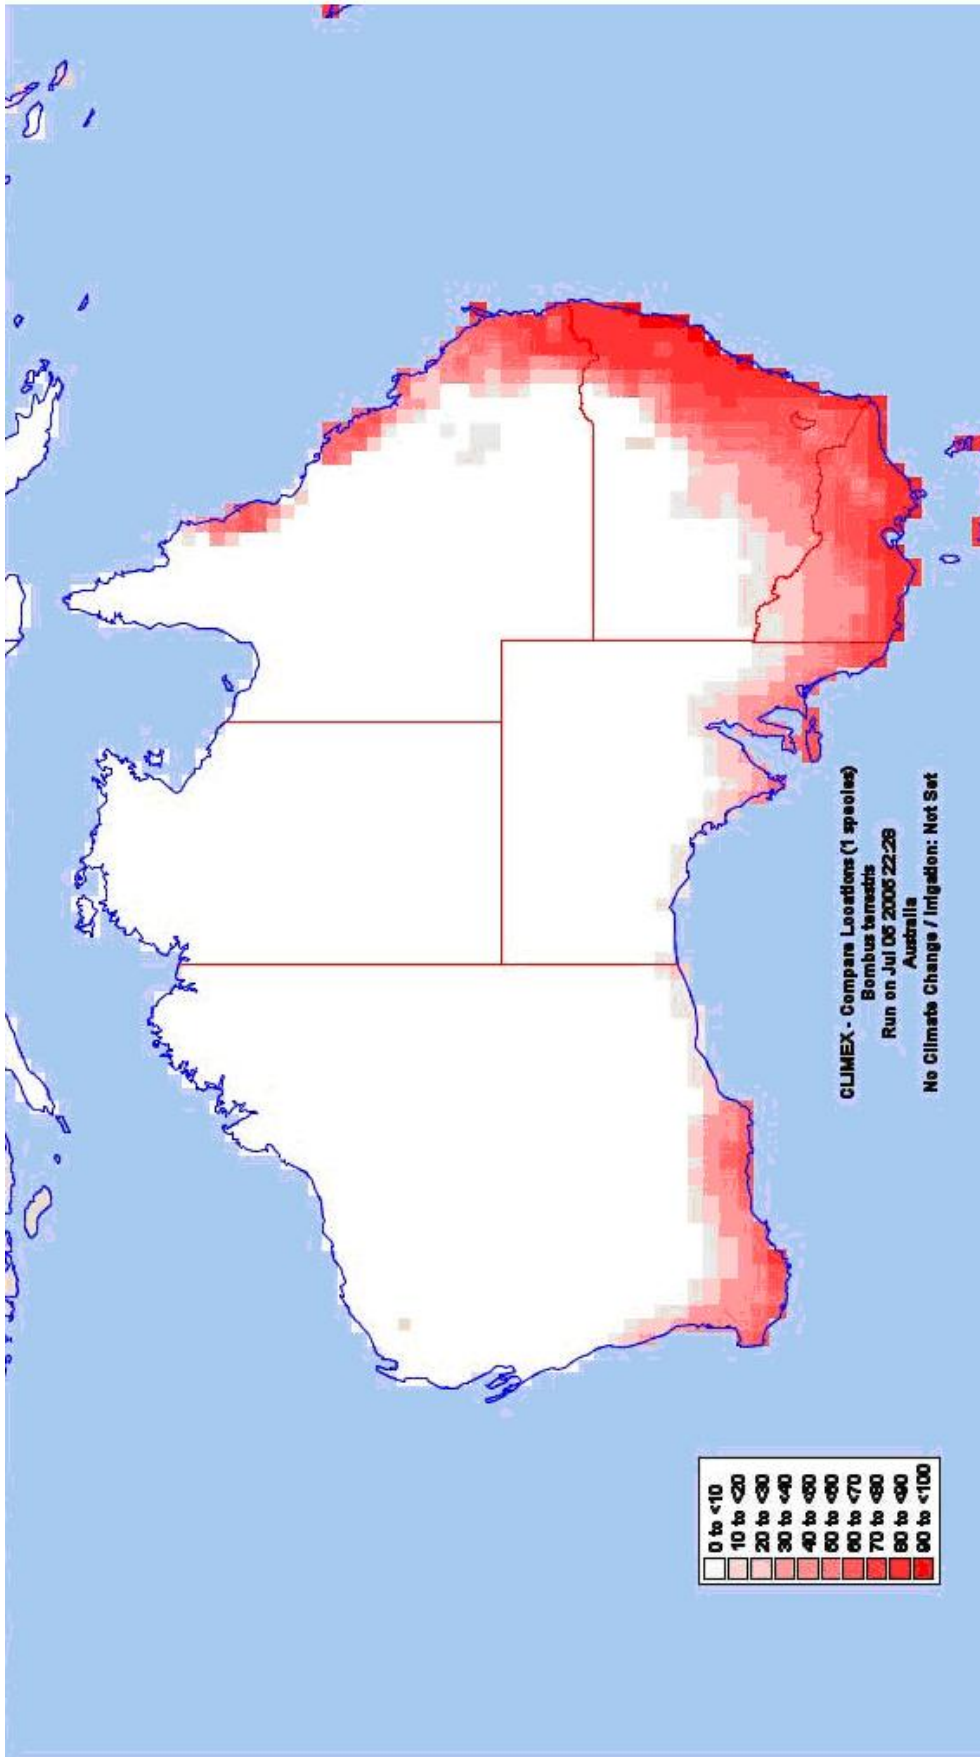 CLIMEX - Compare Locations (1 species)
Bombus terrestris
Run on Jul 05 2005 22:28
Australia
No Climate Change / Irrigation: Not Set
0 to <10
10 to <20
20 to <30
30 to <40
40 to <50
50 to <60
60 to <70
70 to <80
80 to <90
90 to <100